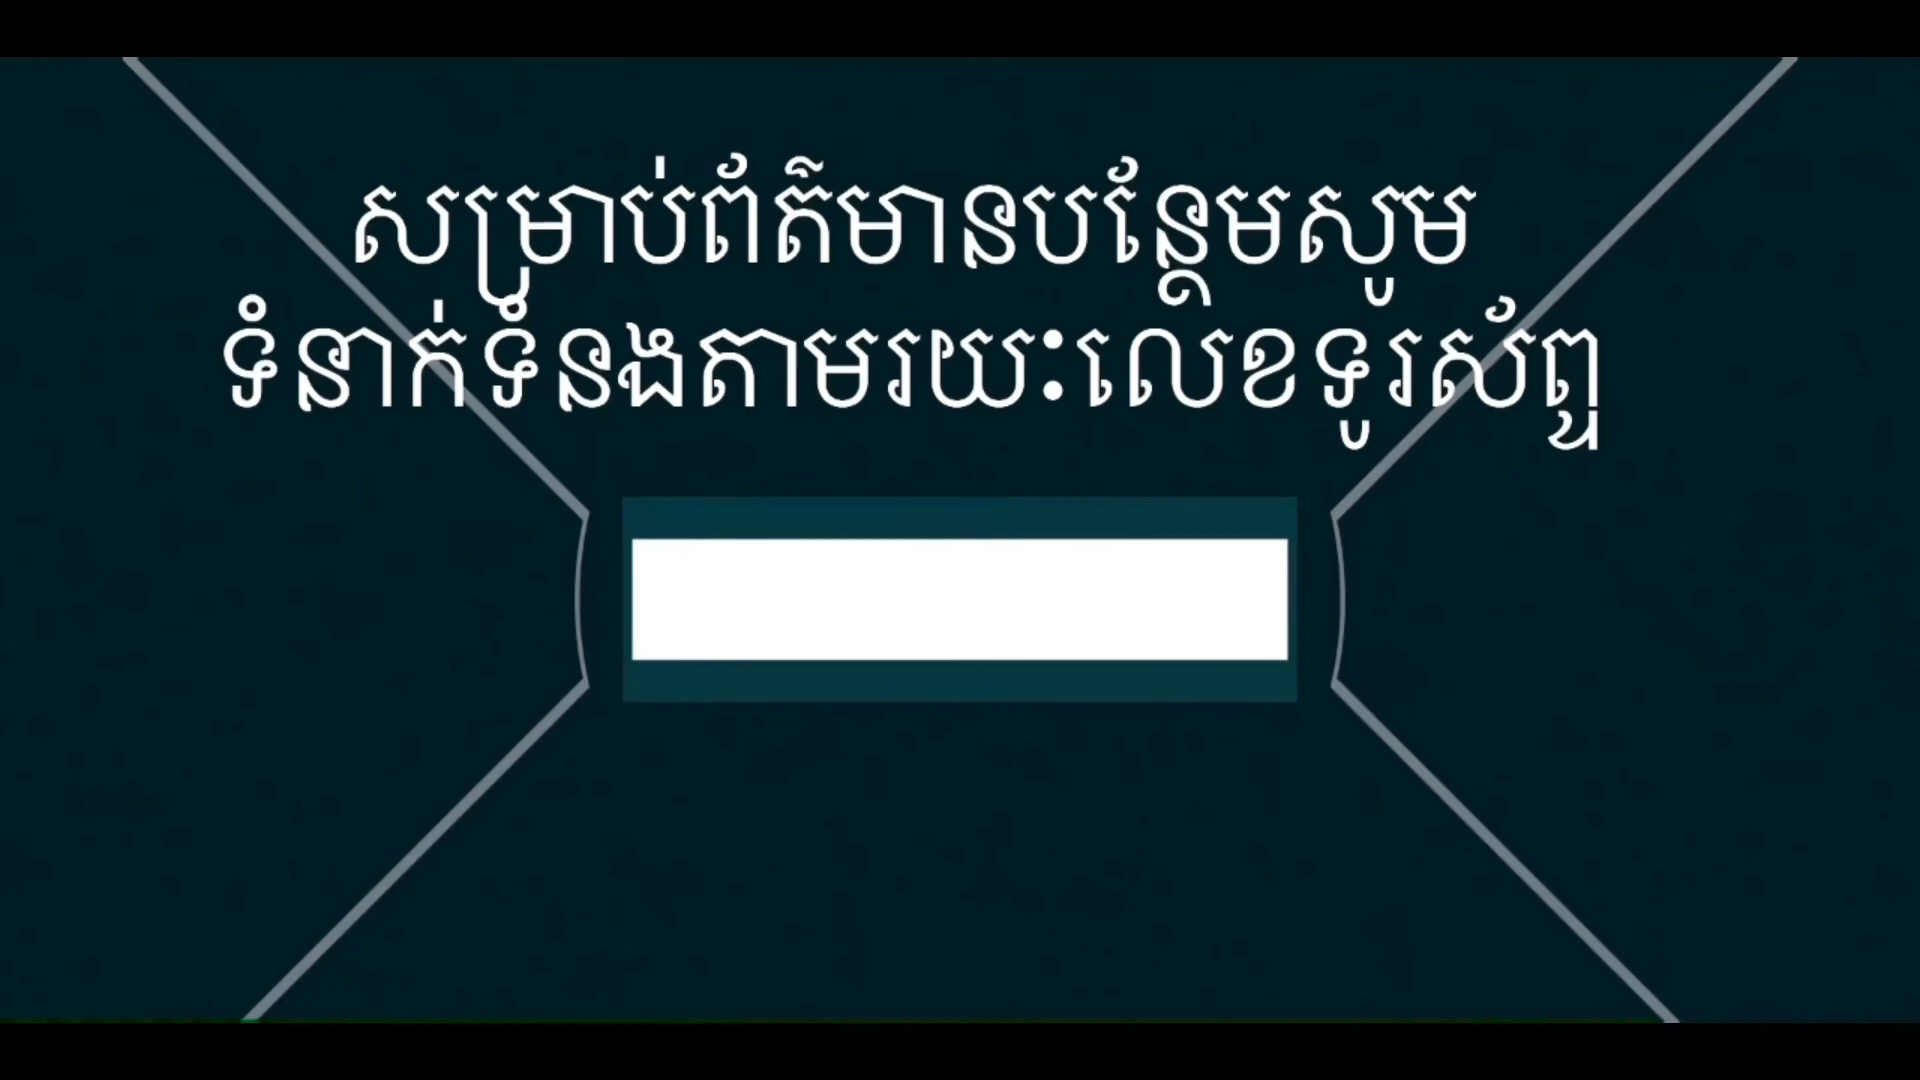 សម្រាប់ព័ត៌មានបន្ថែមសូម
ទំនាក់ទំនងតាមរយៈលេខទូរស័ព្ឋ